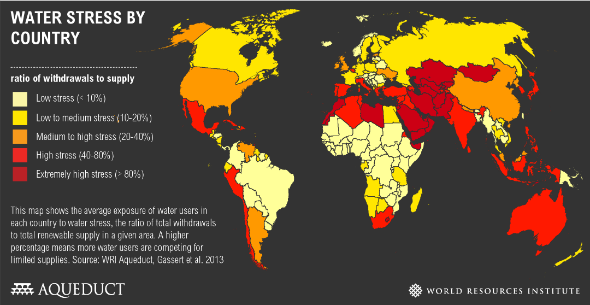 WATER STRESS BY
COUNTRY
ratio of withdrawals to supply
Low stress (< 10%)
Low to medium stress (10-20%)
Medium to high stress (20-40%)
High stress (40-80%)
Extremely high stress (> 80%)
This map shows the average exposure of water users in
each country to water stress, the ratio of total withdrawals
to total renewable supply in a given area. A higher
percentage means more water users are competing for
limited supplies. Source: WRI Aqueduct, Gassert et al. 2013
AQUEDUCT
WORLD RESOURCES INSTITUTE